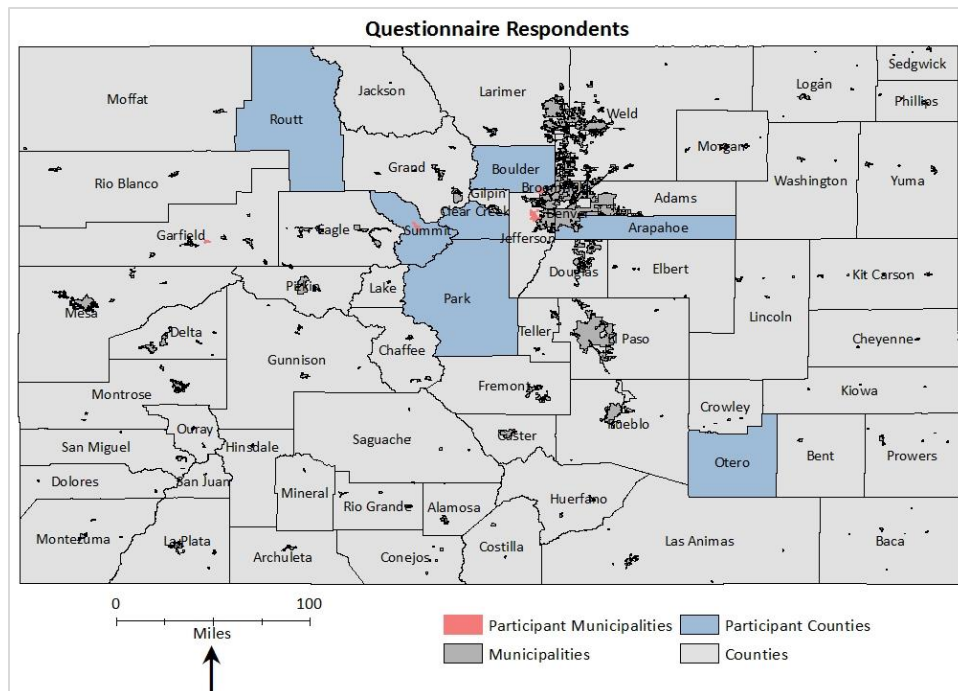 Questionnaire Respondents
Moffat
Routt
Jackson
Larimer
Weld
Logan
Sedgwick
Phillips
Morgan
Washington
Yuma
Rio Blanco
Grand
Boulder
Gilpin
Clear Creek
Denver
Adams
Arapahoe
Garfield
Eagle
Summit
Jefferson
Douglas
Elbert
Kit Carson
Mesa
Pitkin
Lake
Park
Lincoln
Delta
Gunnison
Chaffee
Teller
El Paso
Cheyenne
Montrose
Fremont
Crowley
Kiowa
Ouray
San Miguel
Hinsdale
Saguache
Custer
Pueblo
Otero
Bent
Prowers
Dolores
San Juan
Mineral
Rio Grande
Alamosa
Huerfano
Montezuma
La Plata
Archuleta
Conejos
Costilla
Las Animas
Baca
0 100
Miles
Participant Municipalities
Participant Counties
Municipalities
Counties